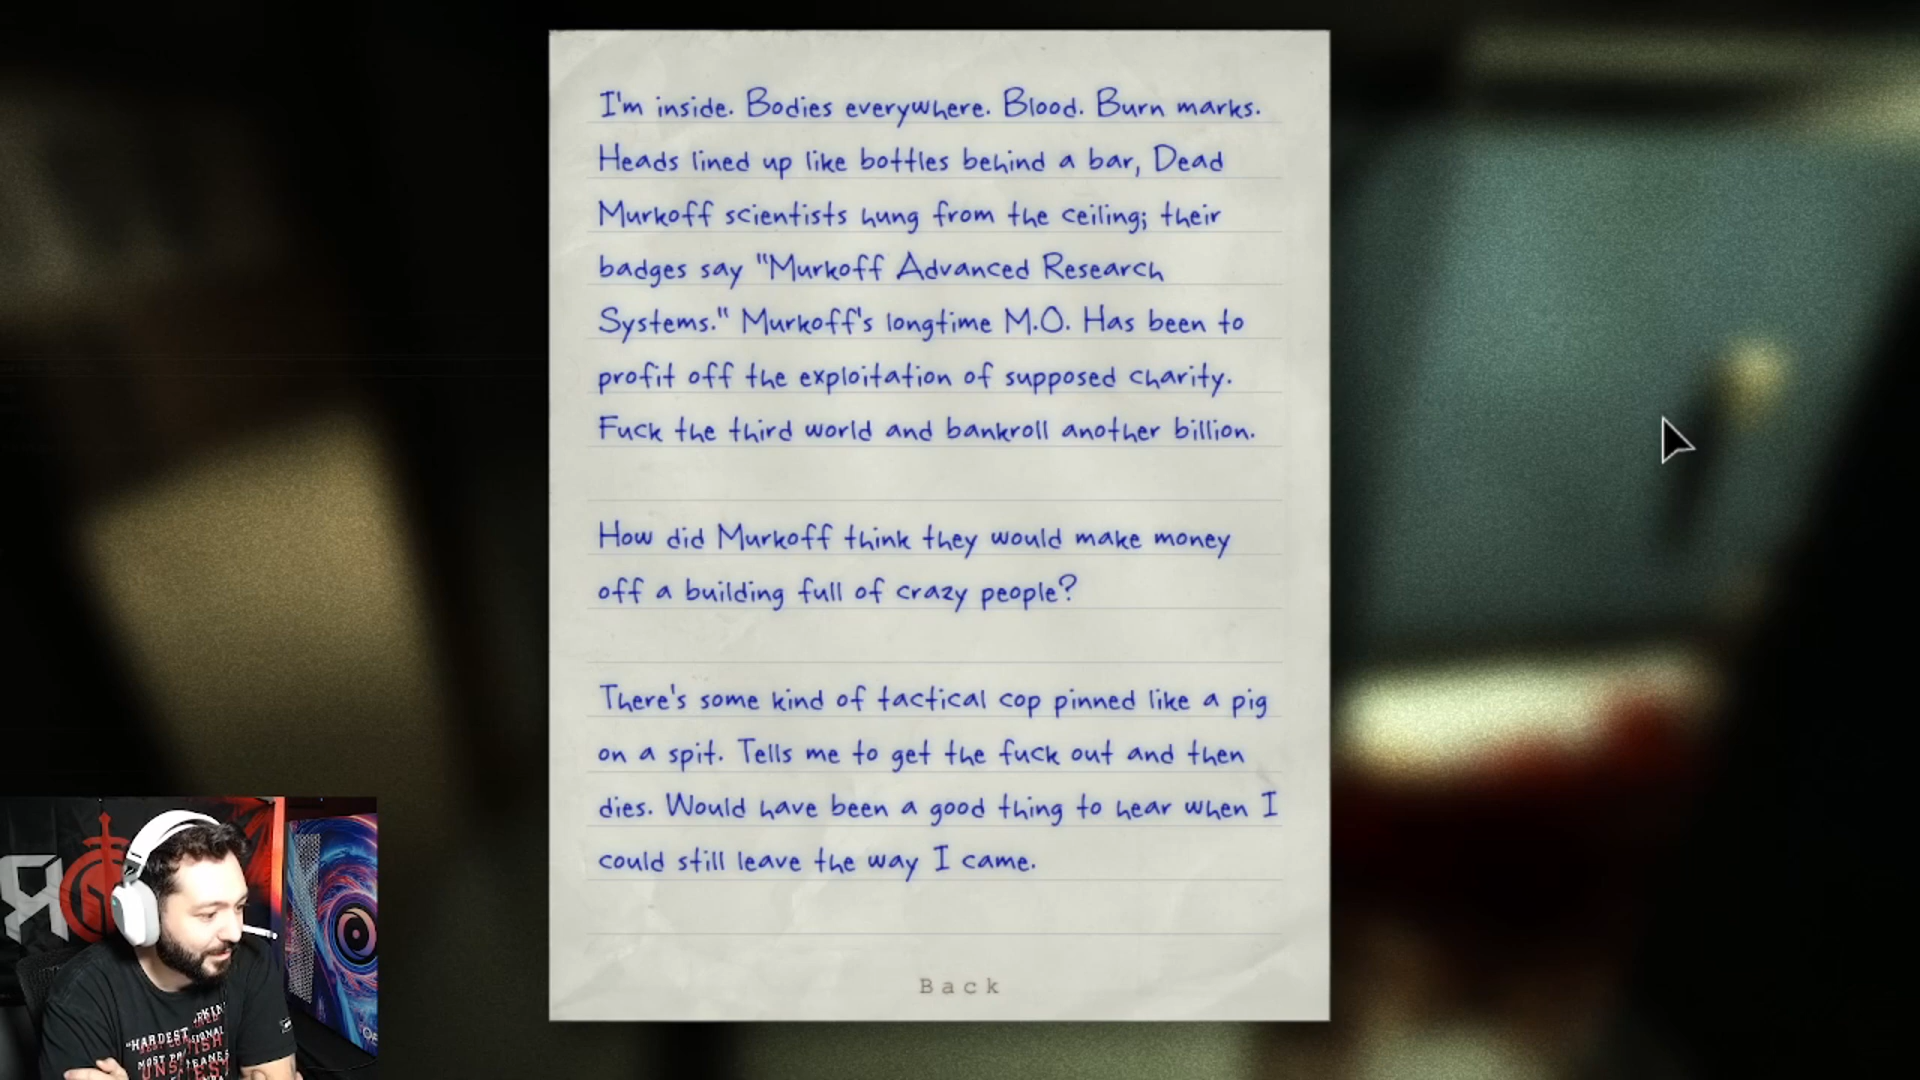 I'm inside. Bodies everywhere. Blood. Burn marks.
Heads lined up like bottles behind a bar, Dead
Murkoff scientists hung from the ceiling; their
badges say "Murkoff Advanced Research
Systems." Murkoff's longtime M.O. Has been to
profit off the exploitation of supposed charity.
Fuck the third world and bankroll another billion.
How did Murkoff think they would make money
off a building full of crazy people?
There's some kind of tactical cop pinned like a pig
on a spit. Tells me to get the fuck out and then
dies. Would have been a good thing to hear when I
could still leave the way I came.
Back
"HARDEST
MOST